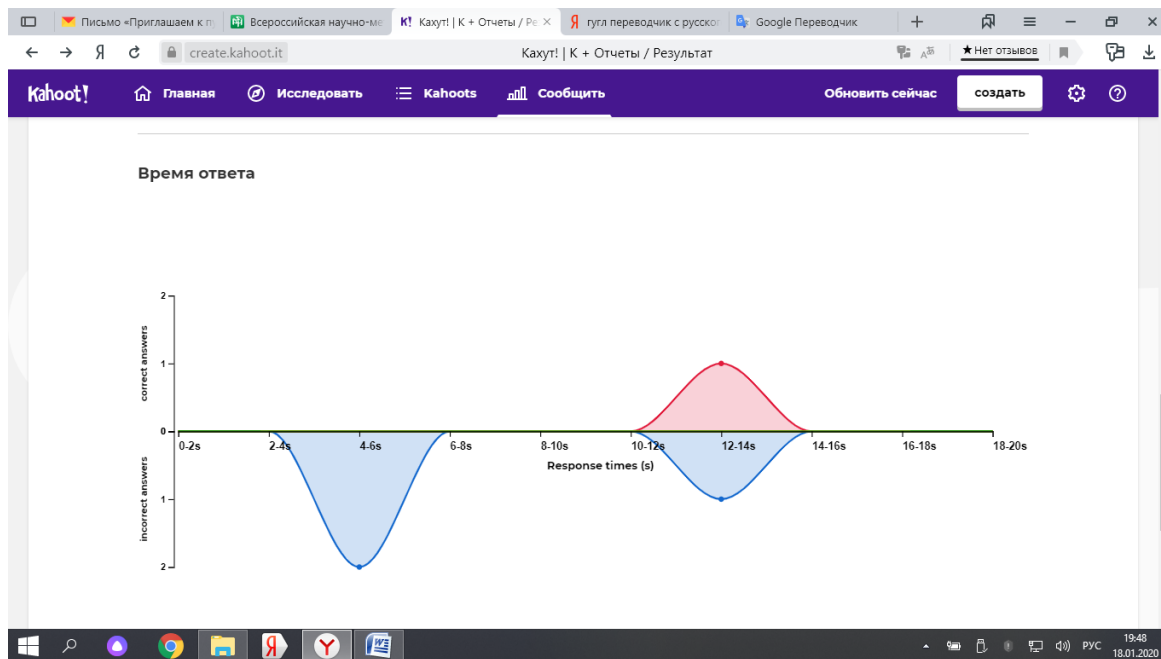 Письмо «Приглашаем к п
Всероссийская научно-ме
K! Кахут! | К + Отчеты / Ре
Я гугл переводчик с русског
Google Переводчик
Я create.kahoot.it Кахут! | К + Отчеты / Результат ★ Нет отзывов
Kahoot! Главная Исследовать Kahoots Сообщить Обновить сейчас создать
Время ответа
2
1
0
1
2
correct answers
incorrect answers
0-2s 2-4s 4-6s 6-8s 8-10s 10-12s 12-14s 14-16s 16-18s 18-20s
Response times (s)
РУС
19:48
18.01.2020